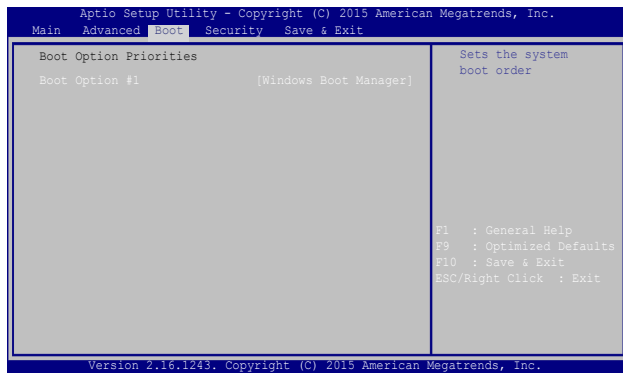 Aptio Setup Utility - Copyright (C) 2015 American Megatrends, Inc.
Main Advanced Boot Security Save & Exit
Boot Option Priorities
Boot Option #1 [Windows Boot Manager]
Sets the system
boot order
F1 : General Help
F9 : Optimized Defaults
F10 : Save & Exit
ESC/Right Click : Exit
Version 2.16.1243. Copyright (C) 2015 American Megatrends, Inc.